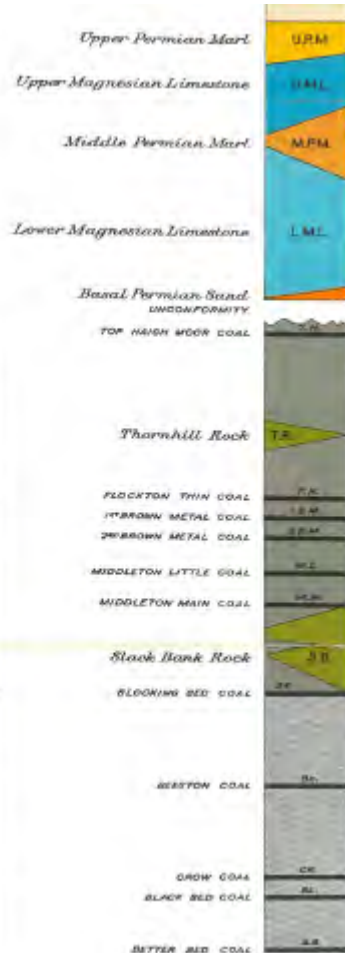 Upper Permian Marl U.P.M.
Upper Magnesian Limestone U.M.L.
Middle Permian Marl M.P.M.
Lower Magnesian Limestone L.M.L.
Basal Permian Sand
UNCONFORMITY
TOP HAIGH MOOR COAL
Thornhill Rock T.R.
FLOCKTON THIN COAL
1ST BROWN METAL COAL
2ND BROWN METAL COAL
MIDDLETON LITTLE COAL
MIDDLETON MAIN COAL
Slack Bank Rock S.B.
BLOCKING BED COAL
BEESTON COAL
CROW COAL
BLACK BED COAL
BETTER BED COAL